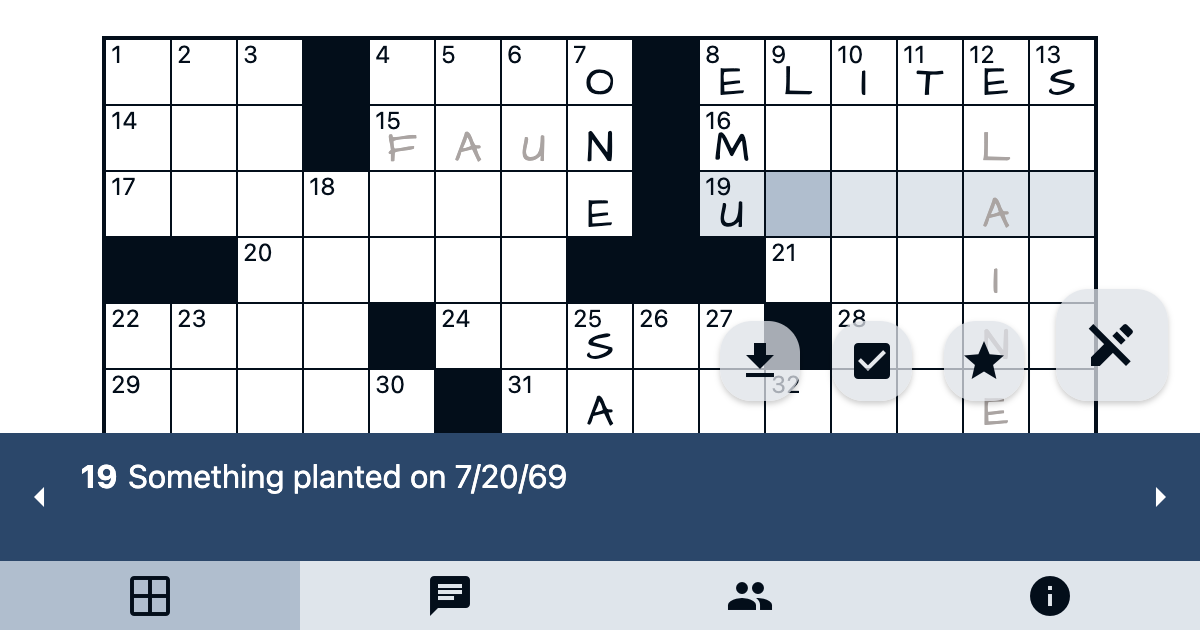 1 2 3 4 5 6 7 O 8 E 9 L 10 I 11 T 12 E 13 S
14 15 F A U N 16 M L
17 18 E 19 U A
20 21 I
22 23 24 25 S 26 27 28 N
29 30 31 A 32 E
19 Something planted on 7/20/69